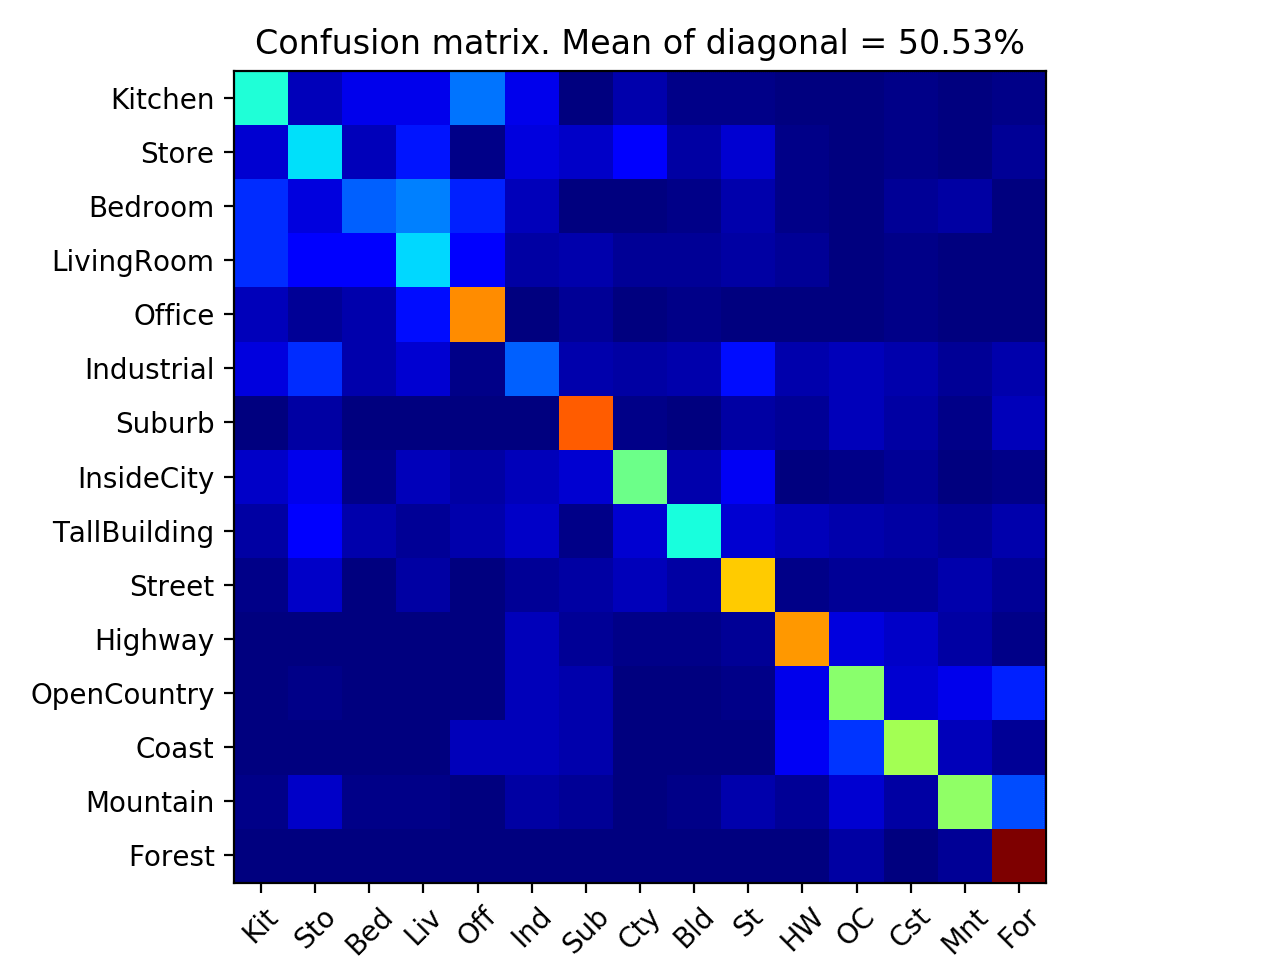 Confusion matrix. Mean of diagonal = 50.53%
Kitchen
Store
Bedroom
LivingRoom
Office
Industrial
Suburb
InsideCity
TallBuilding
Street
Highway
OpenCountry
Coast
Mountain
Forest
Kit Sto Bed Liv Off Ind Sub Cty Bld St HW OC Cst Mnt For